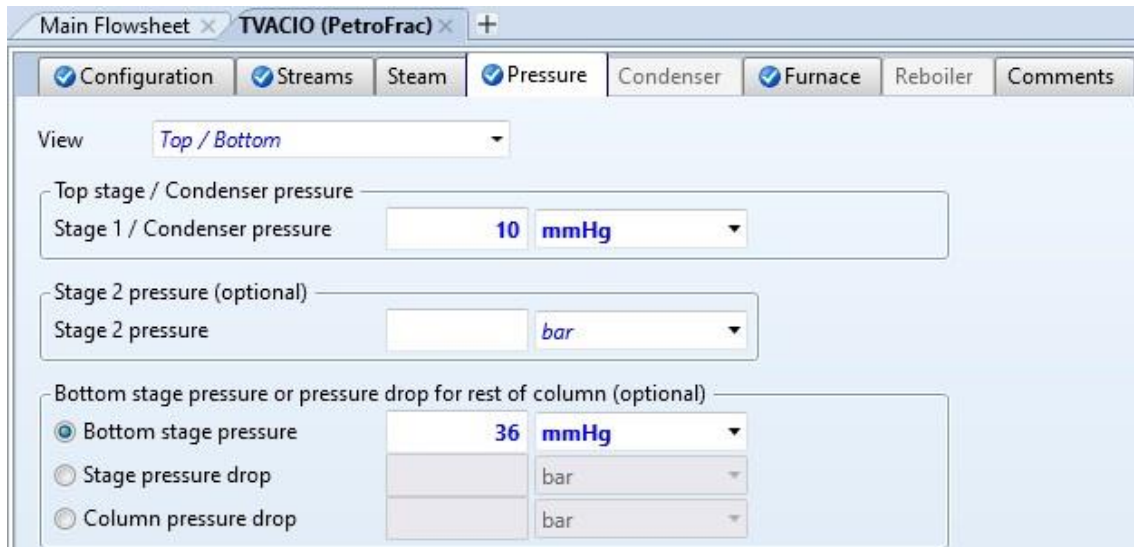 Main Flowsheet × TVACIO (PetroFrac) × +
Configuration Streams Steam Pressure Condenser Furnace Reboiler Comments
View Top / Bottom
Top stage / Condenser pressure
Stage 1 / Condenser pressure 10 mmHg
Stage 2 pressure (optional)
Stage 2 pressure bar
Bottom stage pressure or pressure drop for rest of column (optional)
Bottom stage pressure 36 mmHg
Stage pressure drop bar
Column pressure drop bar